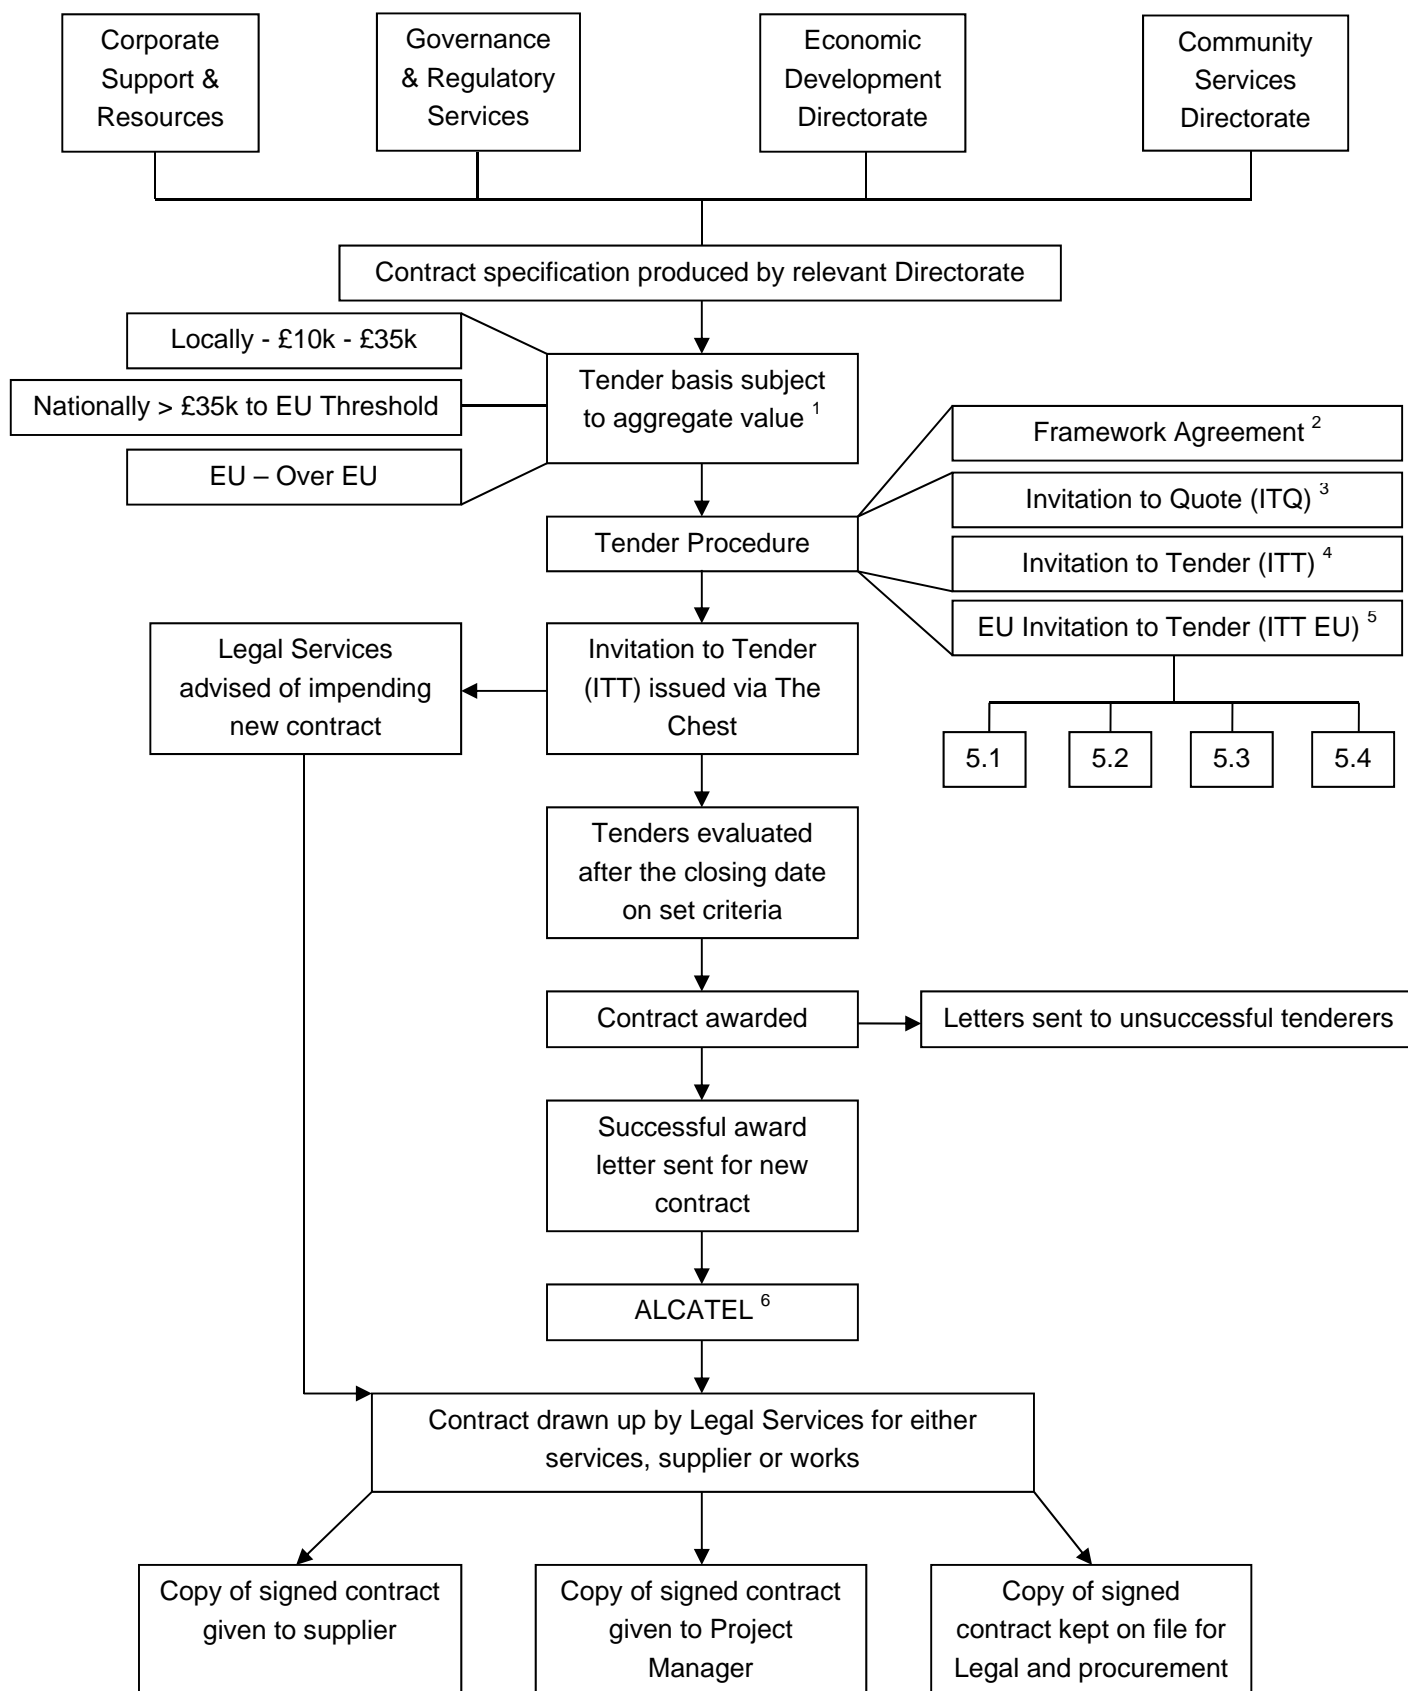 Corporate
Support &
Resources
Governance
& Regulatory
Services
Economic
Development
Directorate
Community
Services
Directorate
Contract specification produced by relevant Directorate
Locally - £10k - £35k
Nationally > £35k to EU Threshold
EU – Over EU
Tender basis subject
to aggregate value 1
Framework Agreement 2
Invitation to Quote (ITQ) 3
Invitation to Tender (ITT) 4
EU Invitation to Tender (ITT EU) 5
5.1
5.2
5.3
5.4
Tender Procedure
Legal Services
advised of impending
new contract
Invitation to Tender
(ITT) issued via The
Chest
Tenders evaluated
after the closing date
on set criteria
Contract awarded
Letters sent to unsuccessful tenderers
Successful award
letter sent for new
contract
ALCATEL 6
Contract drawn up by Legal Services for either
services, supplier or works
Copy of signed contract
given to supplier
Copy of signed contract
given to Project
Manager
Copy of signed
contract kept on file for
Legal and procurement